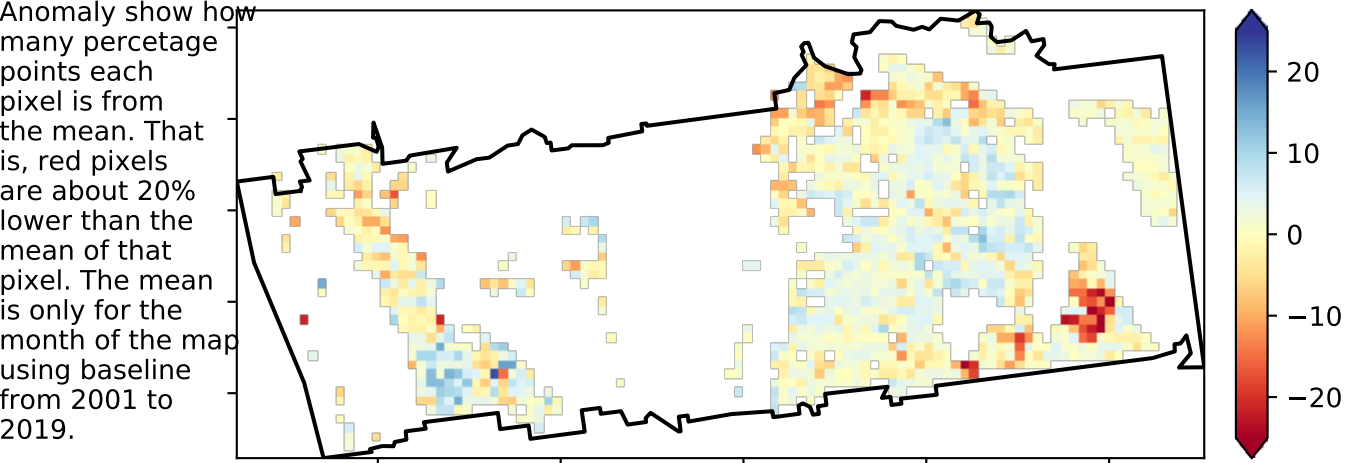 Anomaly show how
many percetage
points each
pixel is from
the mean. That
is, red pixels
are about 20%
lower than the
mean of that
pixel. The mean
is only for the
month of the map
using baseline
from 2001 to
2019.
20
10
0
−10
−20